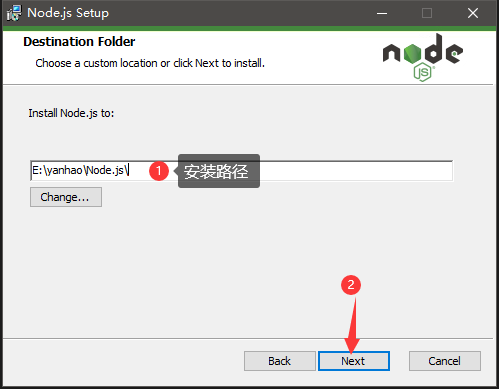 Node.js Setup
Destination Folder
Choose a custom location or click Next to install.
node
JS
Install Node.js to:
E:\yanhao\Node.js\
1
安装路径
Change...
2
Back
Next
Cancel